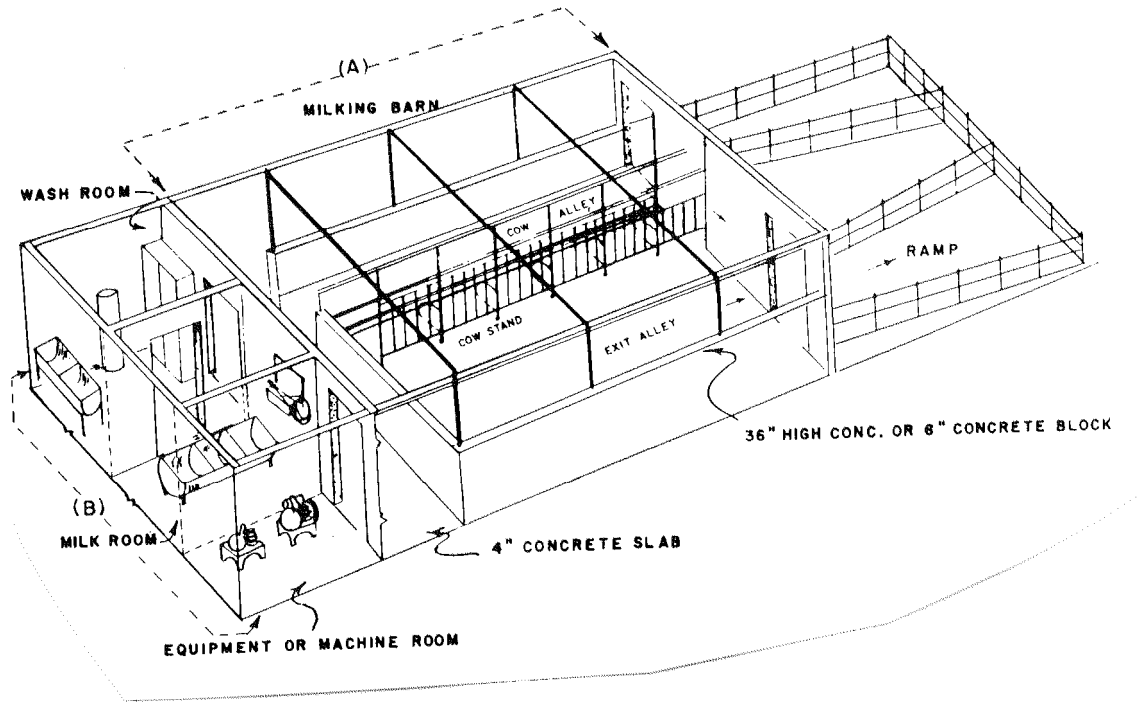 (A)
MILKING BARN
WASH ROOM
COW ALLEY
RAMP
COW STAND
EXIT ALLEY
36" HIGH CONC. OR 6" CONCRETE BLOCK
(B)
MILK ROOM
4" CONCRETE SLAB
EQUIPMENT OR MACHINE ROOM